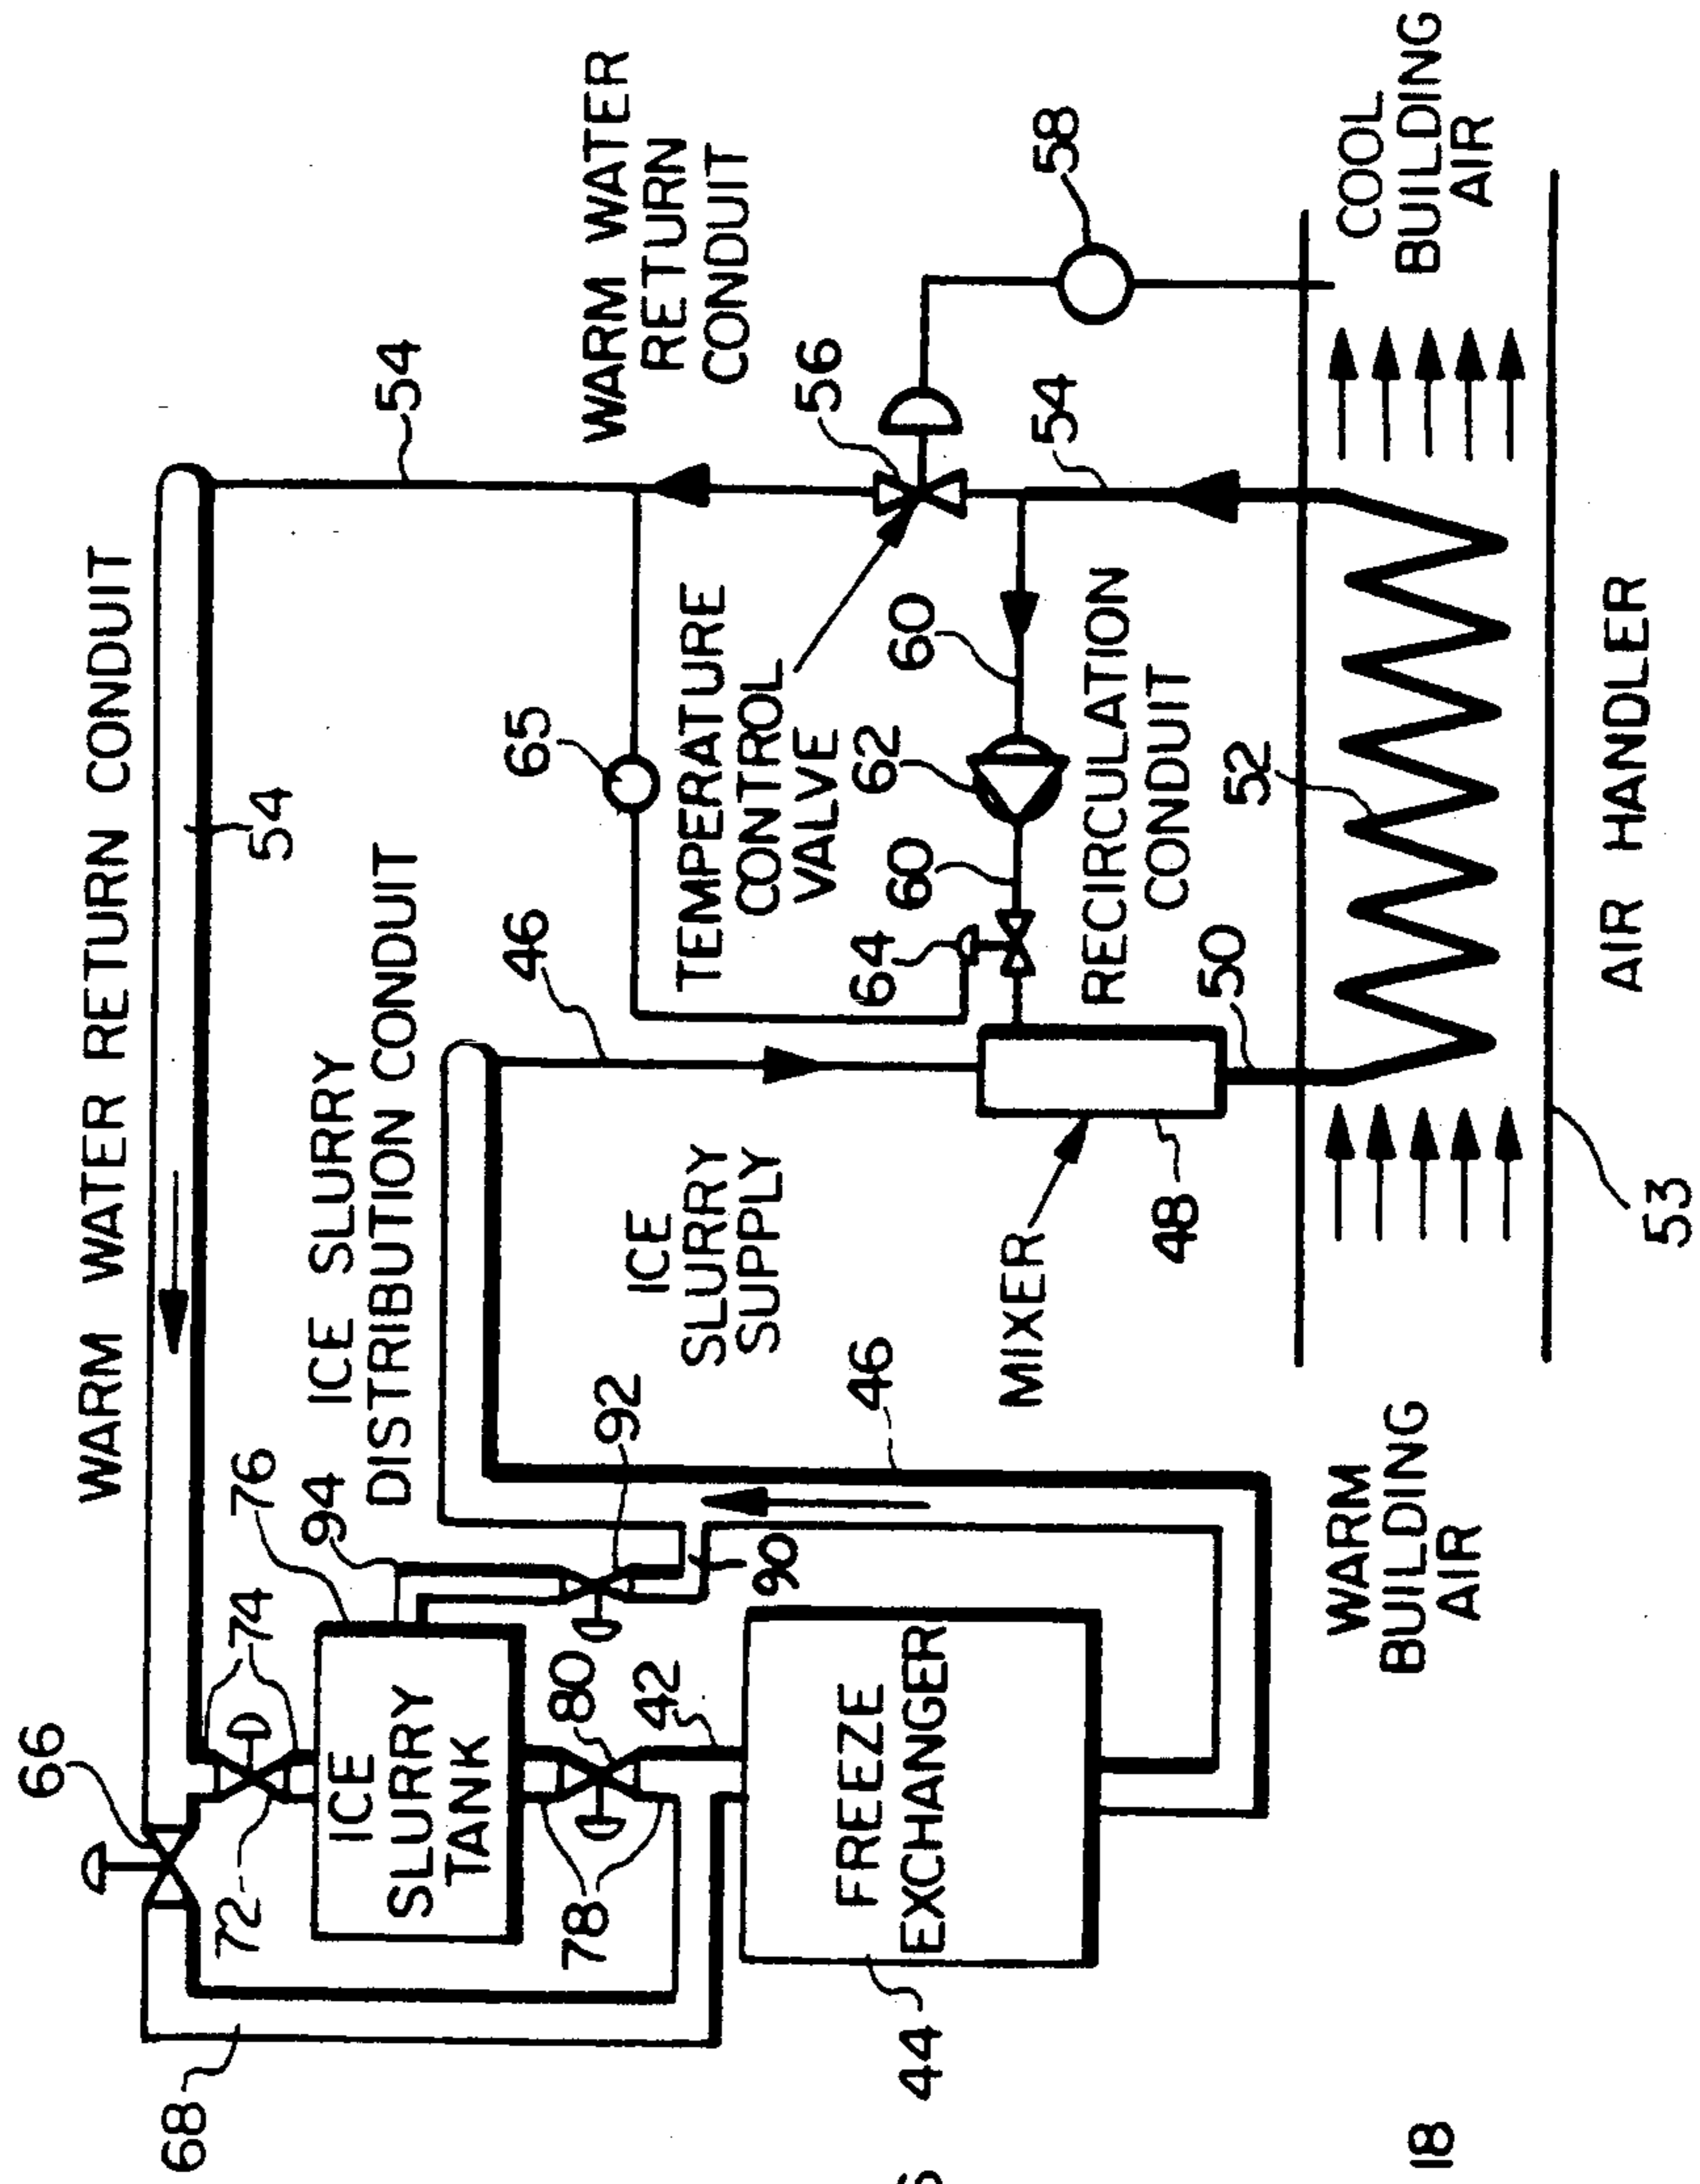 WARM WATER RETURN CONDUIT
54
54
66
68
72
74
76
94
ICE SLURRY
DISTRIBUTION CONDUIT
46
ICE
SLURRY
TANK
92
80
42
78
90
ICE
SLURRY
SUPPLY
46
65
WARM WATER
RETURN
CONDUIT
TEMPERATURE
CONTROL
VALVE
56
58
54
60
62
60
64
RECIRCULATION
CONDUIT
FREEZE
EXCHANGER
44
MIXER
48
50
52
WARM
BUILDING
AIR
COOL
BUILDING
AIR
AIR HANDLER
53
18